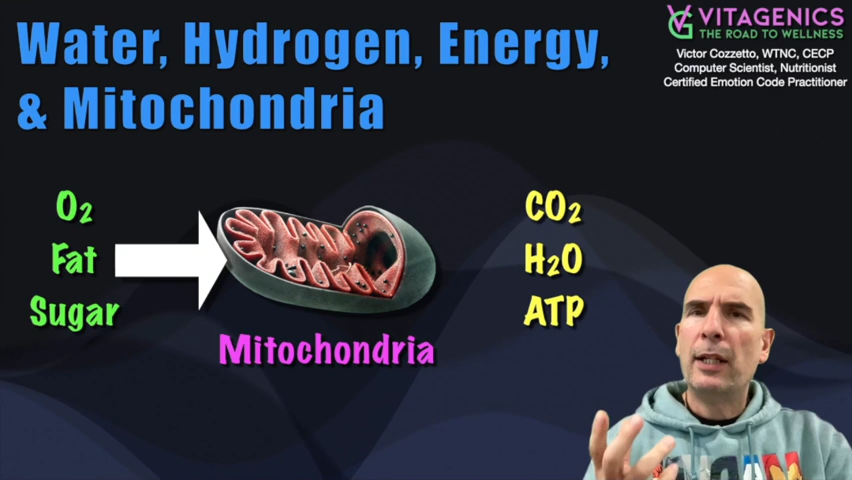 Water, Hydrogen, Energy,
& Mitochondria
VITAGENICS
THE ROAD TO WELLNESS
Victor Cozzetto, WTNC, CECP
Computer Scientist, Nutritionist
Certified Emotion Code Practitioner
O₂
Fat
Sugar
Mitochondria
CO₂
H₂O
ATP